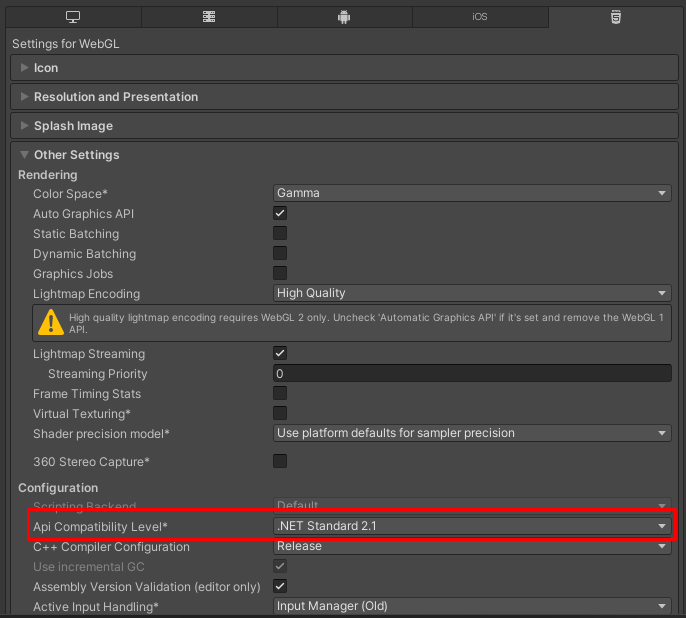 iOS
Settings for WebGL
Icon
Resolution and Presentation
Splash Image
Other Settings
Rendering
Color Space* Gamma
Auto Graphics API
Static Batching
Dynamic Batching
Graphics Jobs
Lightmap Encoding High Quality
High quality lightmap encoding requires WebGL 2 only. Uncheck 'Automatic Graphics API' if it's set and remove the WebGL 1
API.
Lightmap Streaming
Streaming Priority 0
Frame Timing Stats
Virtual Texturing*
Shader precision model* Use platform defaults for sampler precision
360 Stereo Capture*
Configuration
Scripting Backend Default
Api Compatibility Level* .NET Standard 2.1
C++ Compiler Configuration Release
Use incremental GC
Assembly Version Validation (editor only)
Active Input Handling* Input Manager (Old)